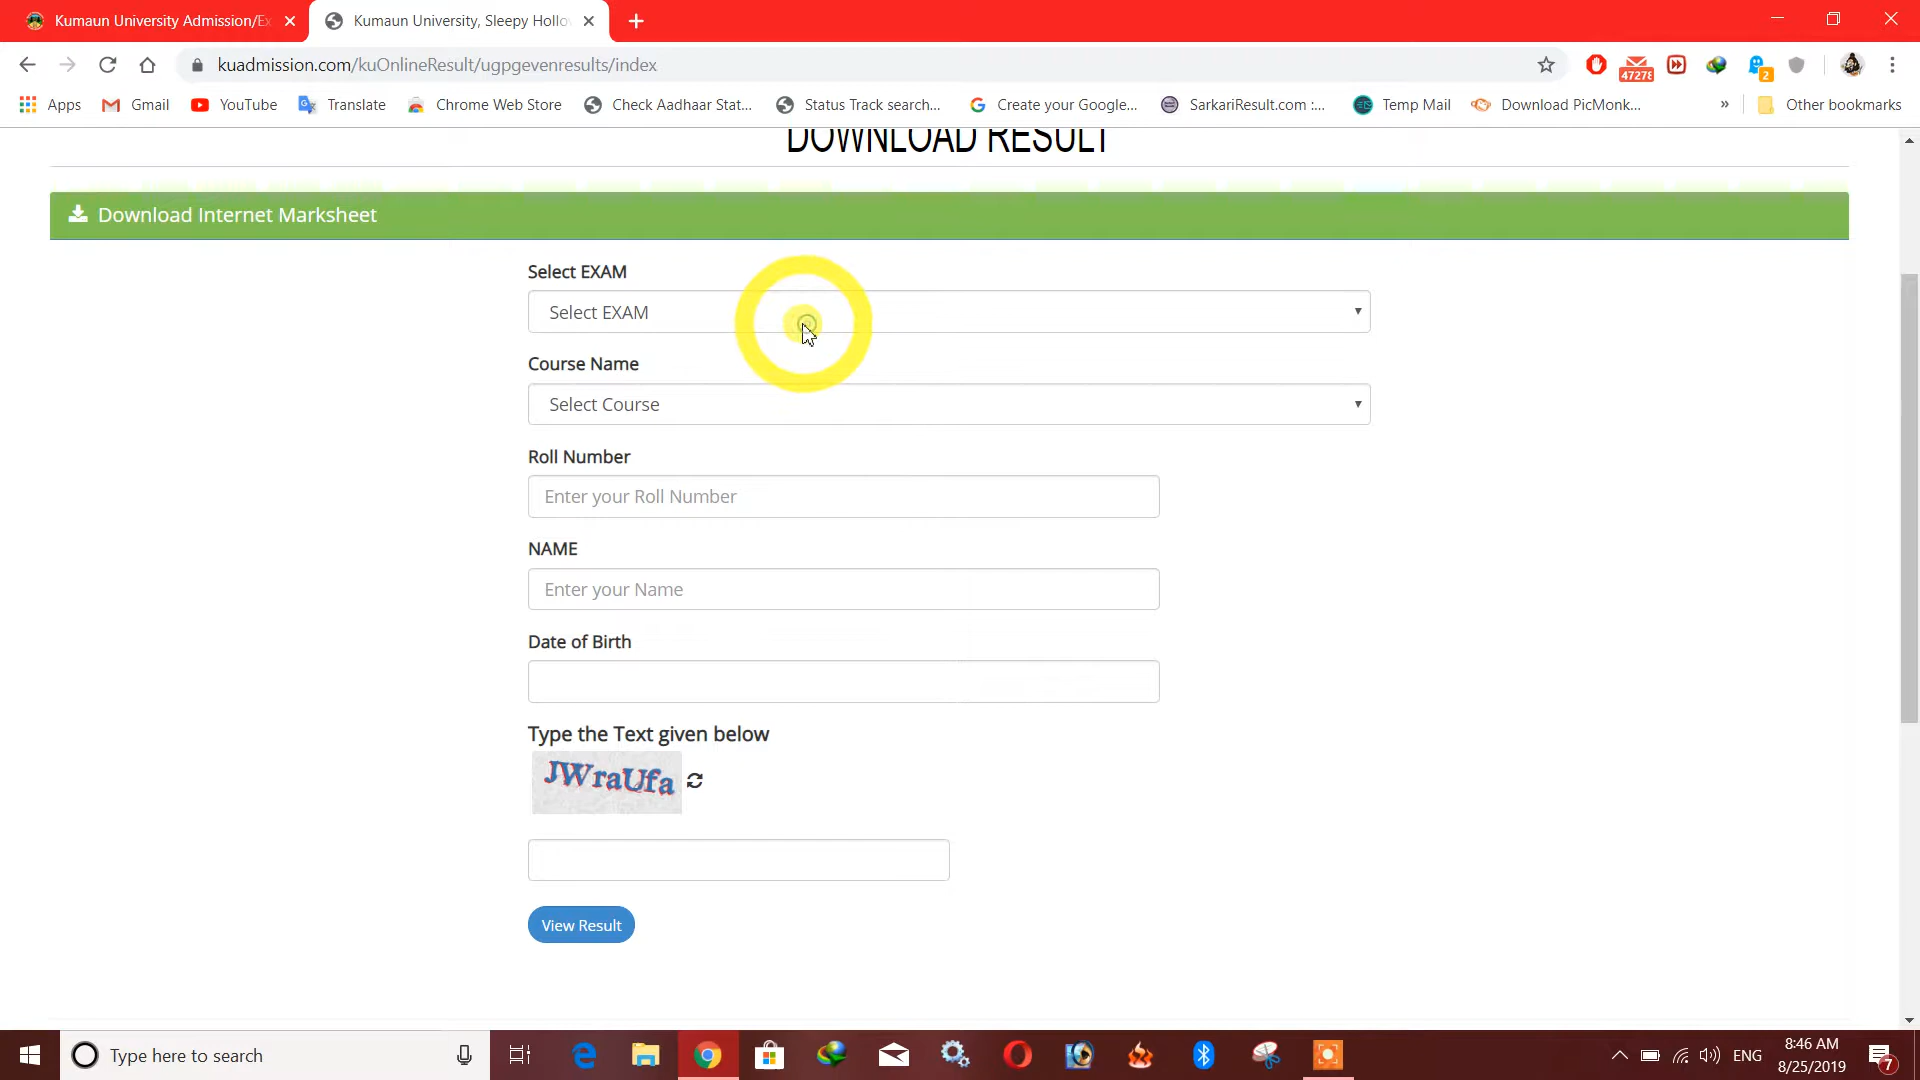 Kumaun University Admission/Ex
Kumaun University, Sleepy Hollo
kuadmission.com/kuOnlineResult/ugpgevenresults/index
47278
2
Apps
Gmail
YouTube
Translate
Chrome Web Store
Check Aadhaar Stat...
Status Track search...
Create your Google...
SarkariResult.com :...
Temp Mail
Download PicMonk...
»
Other bookmarks
DOWNLOAD RESULT
Download Internet Marksheet
Select EXAM
Select EXAM
Course Name
Select Course
Roll Number
Enter your Roll Number
NAME
Enter your Name
Date of Birth
Type the Text given below
JWraUfa
View Result
Type here to search
ENG
8:46 AM
8/25/2019
7